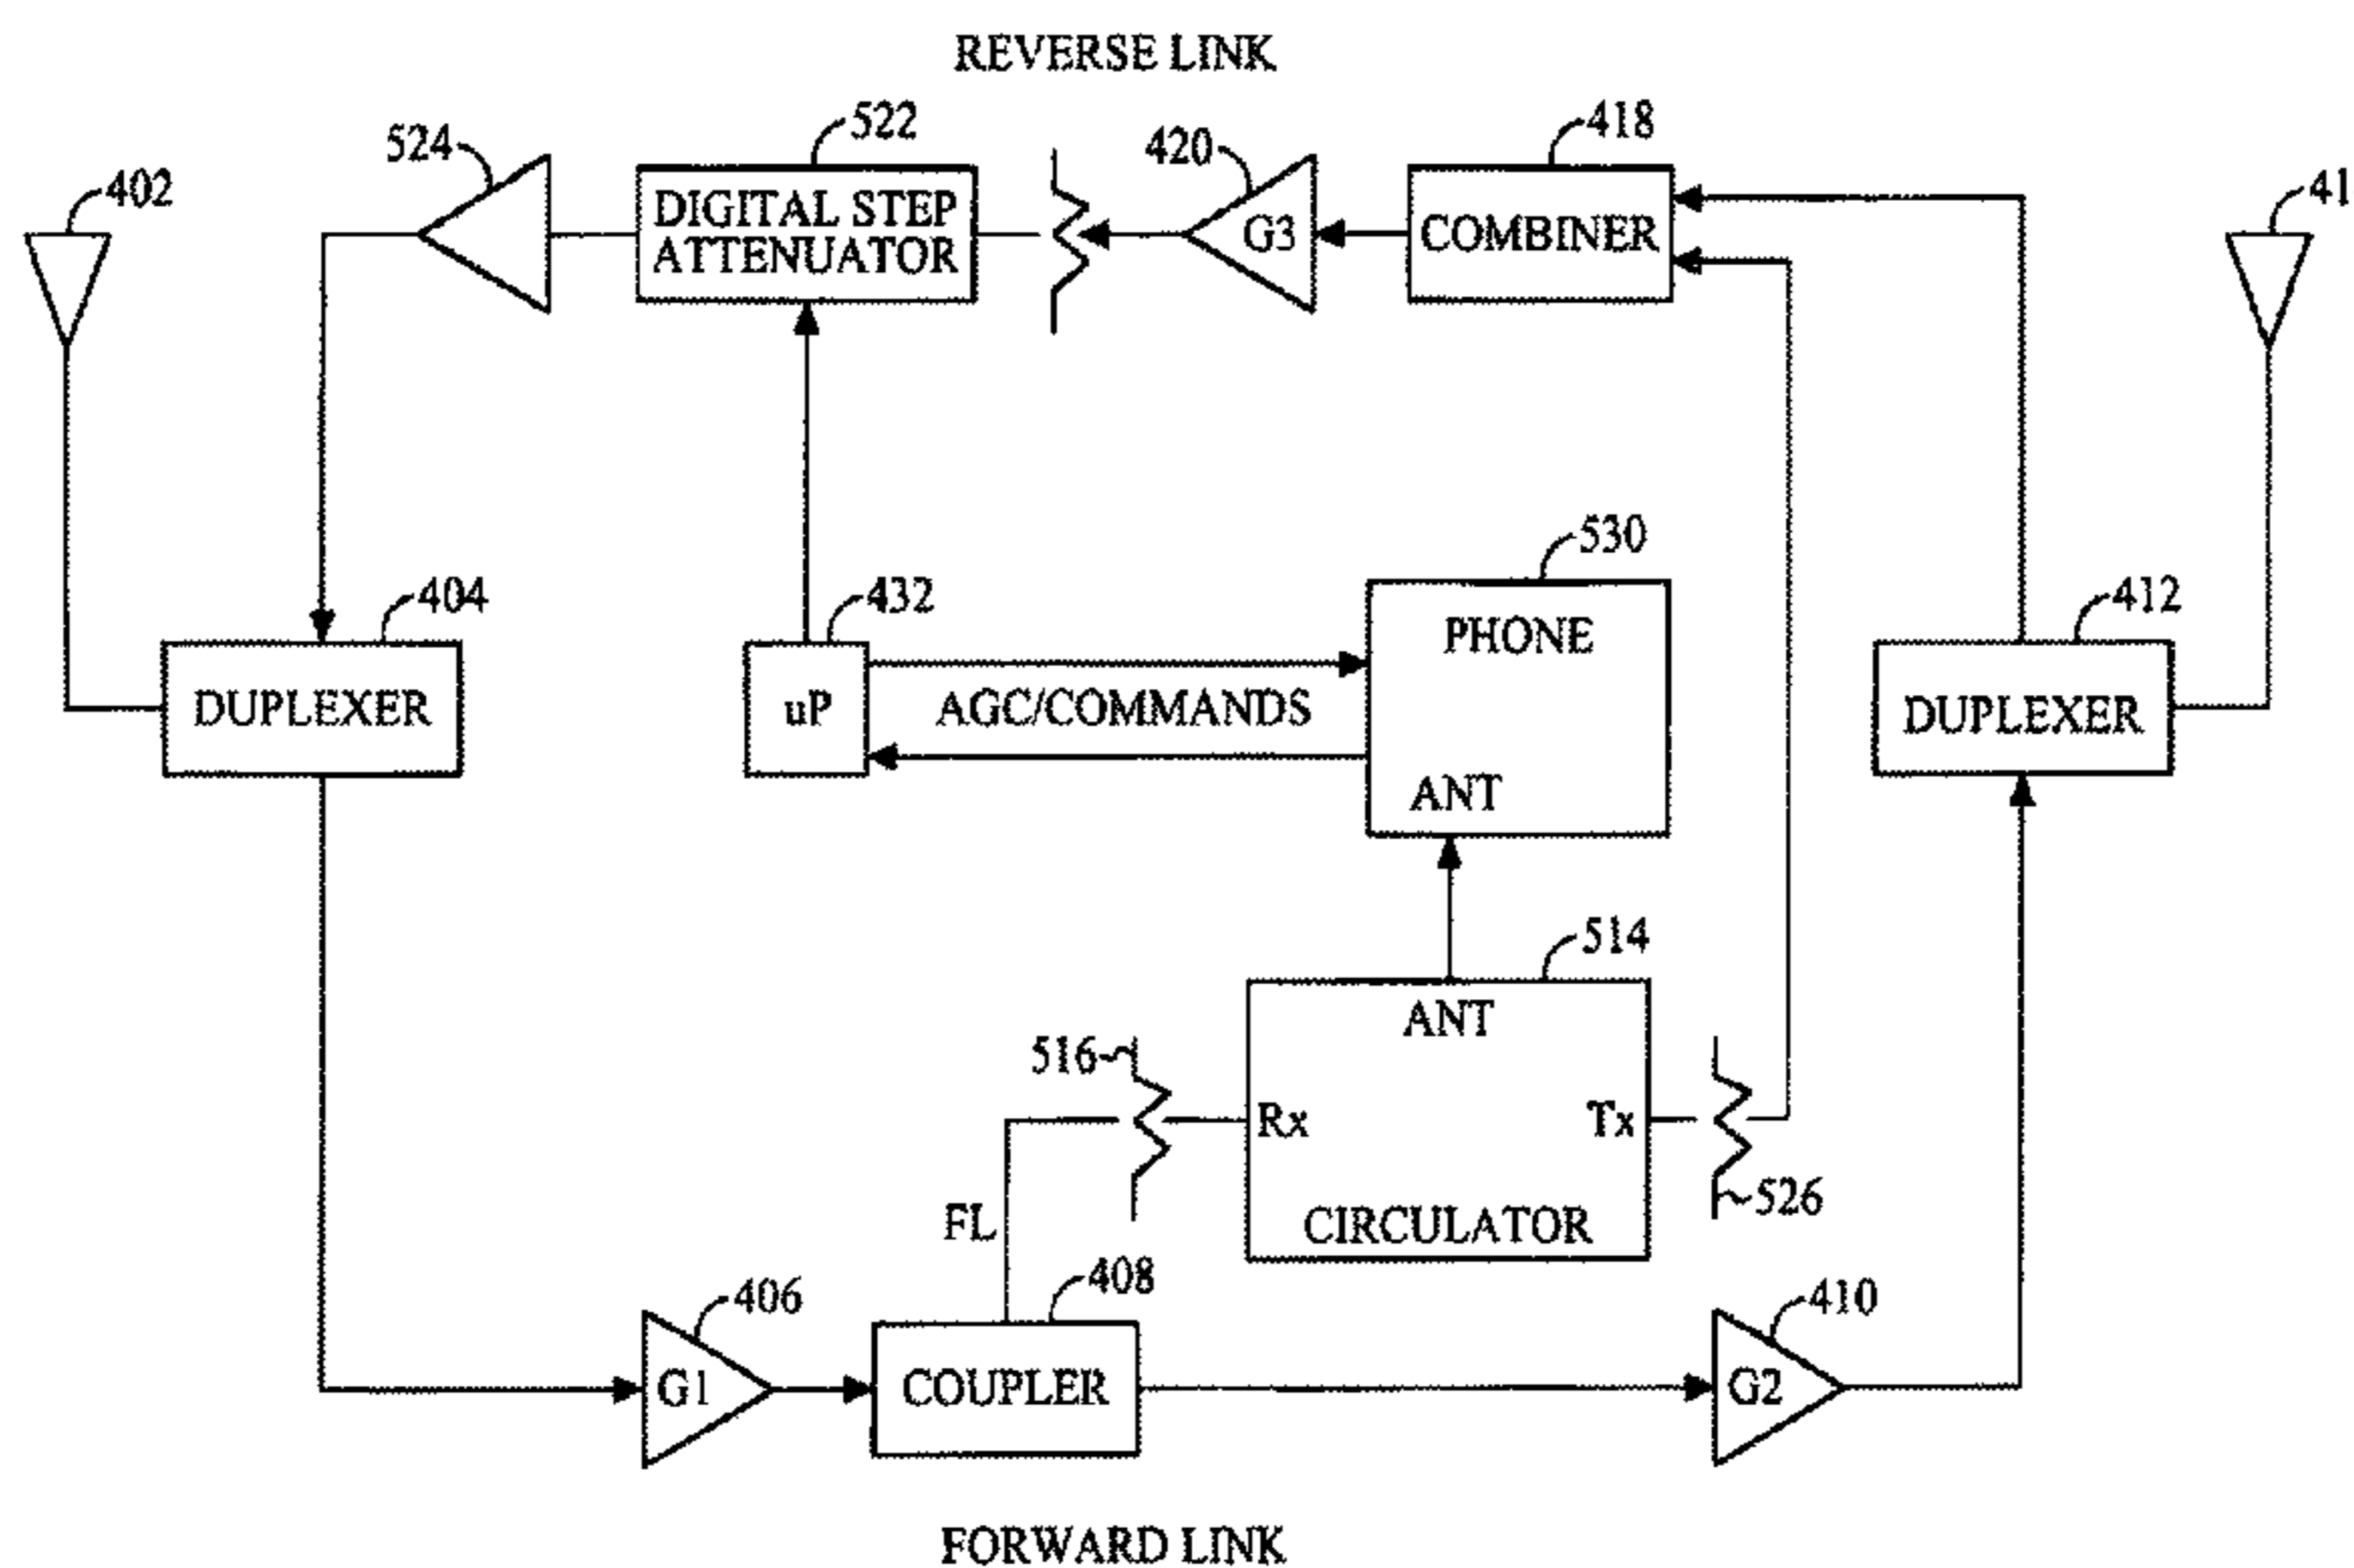 REVERSE LINK
522
418
524
420
402
41
DIGITAL STEP
ATTENUATOR
G3
COMBINER
530
404
432
412
PHONE
DUPLEXER
uP
AGC/COMMANDS
DUPLEXER
ANT
514
ANT
516
Rx
Tx
526
FL
CIRCULATOR
408
406
410
G1
COUPLER
G2
FORWARD LINK